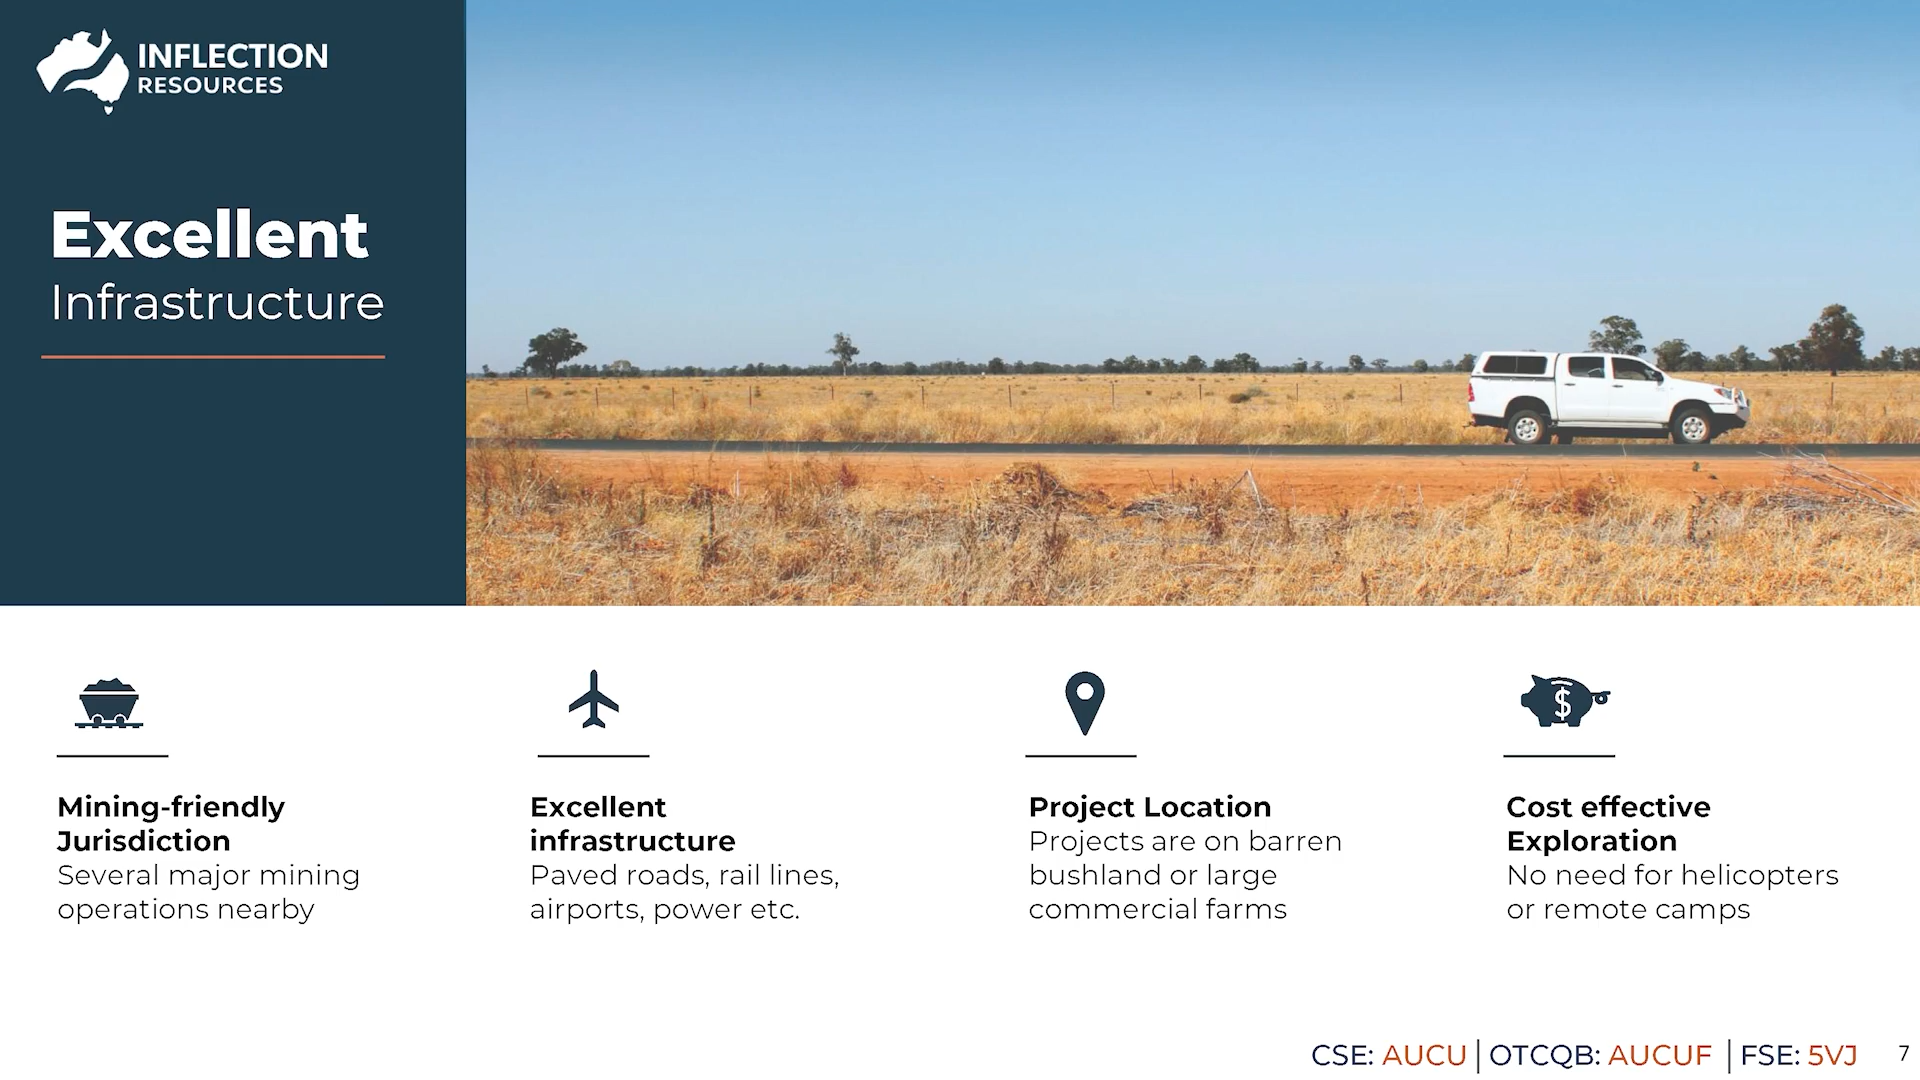 INFLECTION
RESOURCES
Excellent
Infrastructure
Mining-friendly
Jurisdiction
Several major mining
operations nearby
Excellent
infrastructure
Paved roads, rail lines,
airports, power etc.
Project Location
Projects are on barren
bushland or large
commercial farms
$
Cost effective
Exploration
No need for helicopters
or remote camps
CSE: AUCU | OTCQB: AUCUF | FSE: 5VJ 7